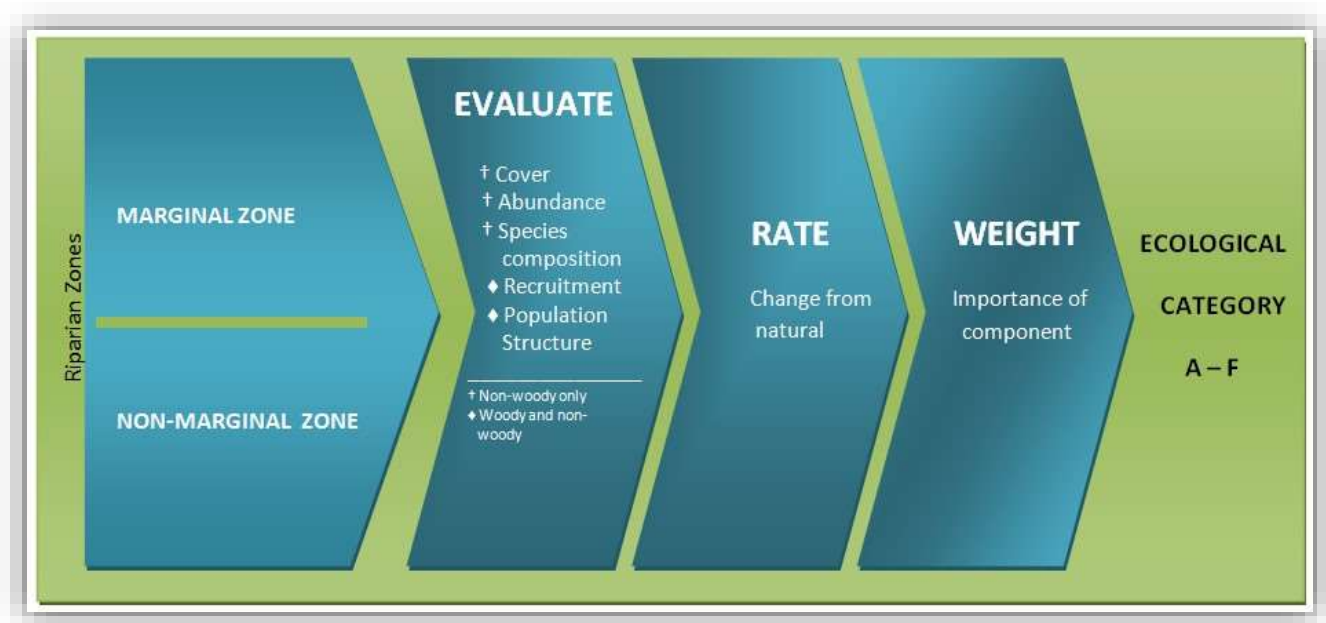 Riparian Zones
MARGINAL ZONE
NON-MARGINAL ZONE
EVALUATE
† Cover
† Abundance
† Species
composition
♦ Recruitment
♦ Population
Structure
† Non-woody only
♦ Woody and non-
woody
RATE
Change from
natural
WEIGHT
Importance of
component
ECOLOGICAL
CATEGORY
A – F